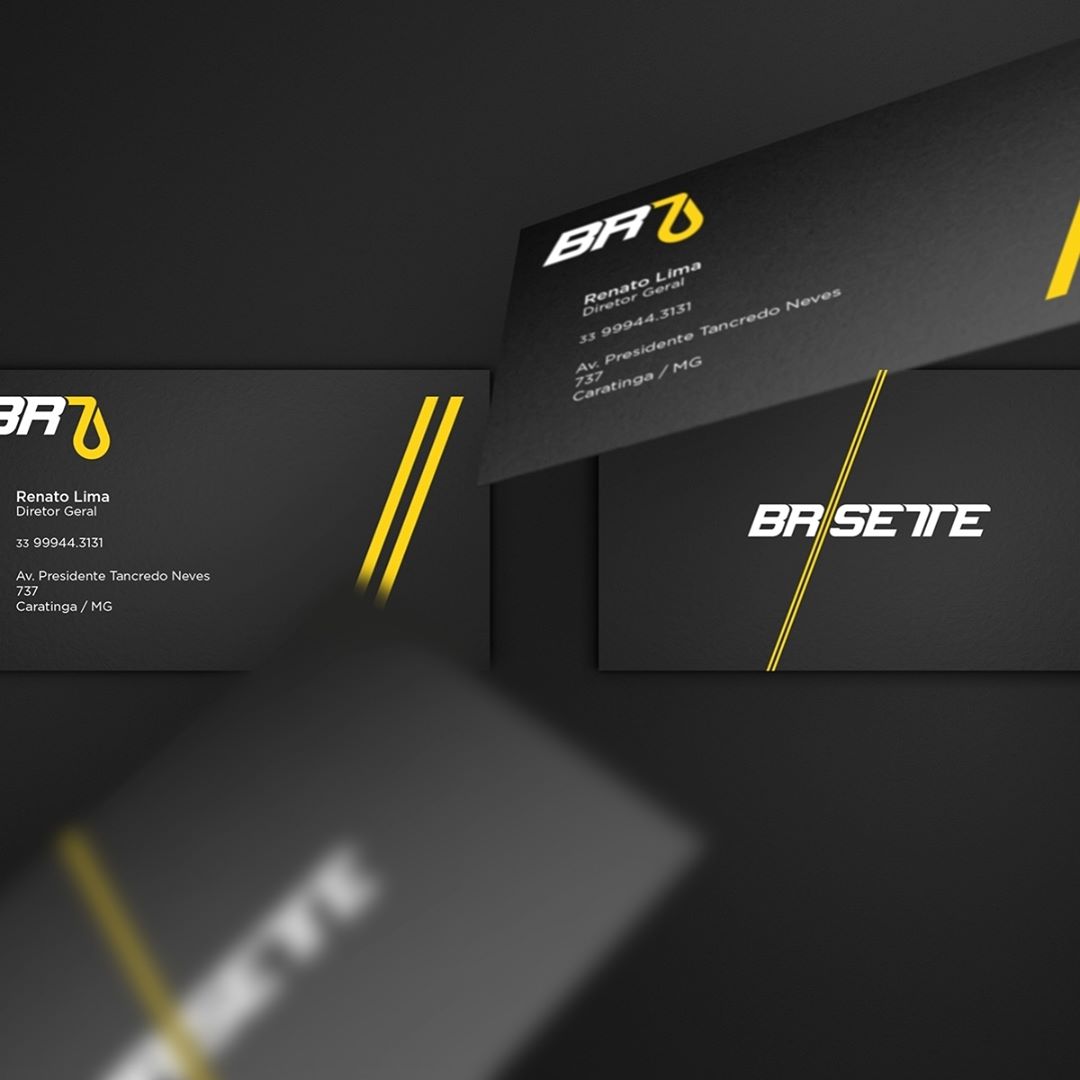 BR7
Renato Lima
Diretor Geral
33 99944.3131
Av. Presidente Tancredo Neves
737
Caratinga / MG
BR7
Renato Lima
Diretor Geral
33 99944.3131
Av. Presidente Tancredo Neves
737
Caratinga / MG
BR SETTE
SETTE